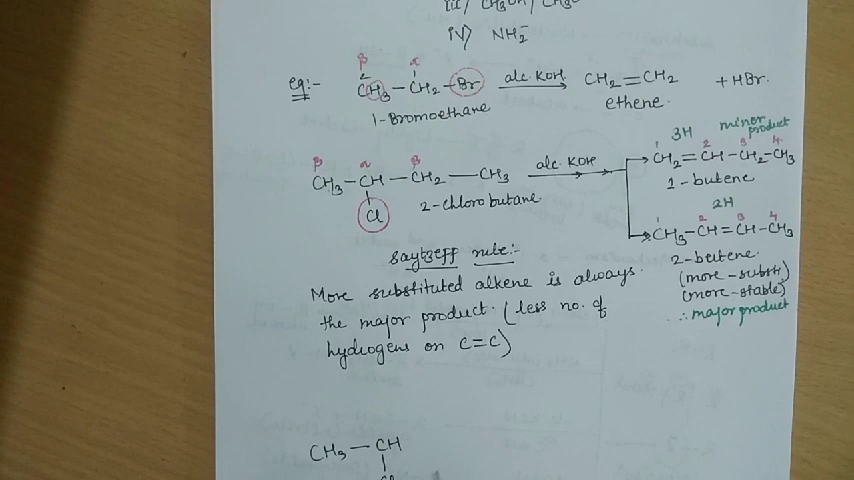 iii) CH3OH /
iv) NH2-
eg:- β CH3 - α CH2 - Br alc. KOH → CH2 = CH2 + HBr.
1-Bromoethane ethene.
β CH3 - α CH - β CH2 - CH3 alc. KOH →
Cl 2-chlorobutane
3H minor product
1 CH2 = 2 CH - 3 CH2 - 4 CH3
1-butene
2H
1 CH3 - 2 CH = 3 CH - 4 CH3
2-butene.
(more-substi)
(more-stable)
∴ major product
Saytzeff rule:-
More substituted alkene is always
the major product. (less no. of
hydrogens on C=C)
CH3 - CH